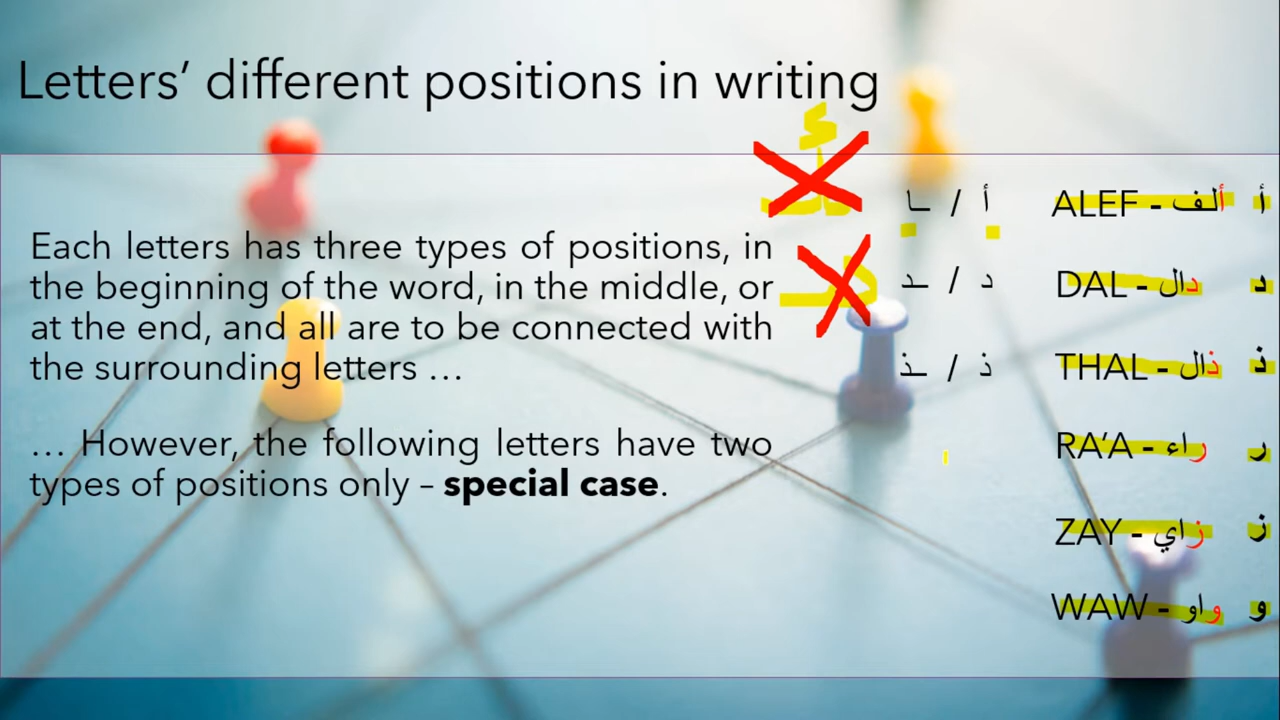 Letters’ different positions in writing
Each letters has three types of positions, in
the beginning of the word, in the middle, or
at the end, and all are to be connected with
the surrounding letters …
… However, the following letters have two
types of positions only – special case.
أ ALEF - ألف أ / ـا
د DAL - دال د / ـد
ذ THAL - ذال ذ / ـذ
ر RA’A - راء
ز ZAY - زاي
و WAW - واو